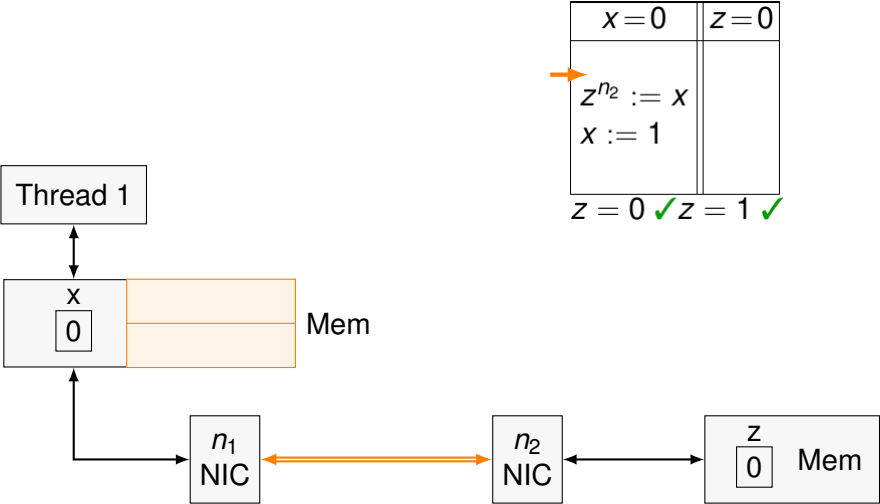 x = 0 z = 0
z^{n_2} := x
x := 1
z = 0 ✓ z = 1 ✓
Thread 1
x
0
Mem
n_1
NIC
n_2
NIC
z
0
Mem